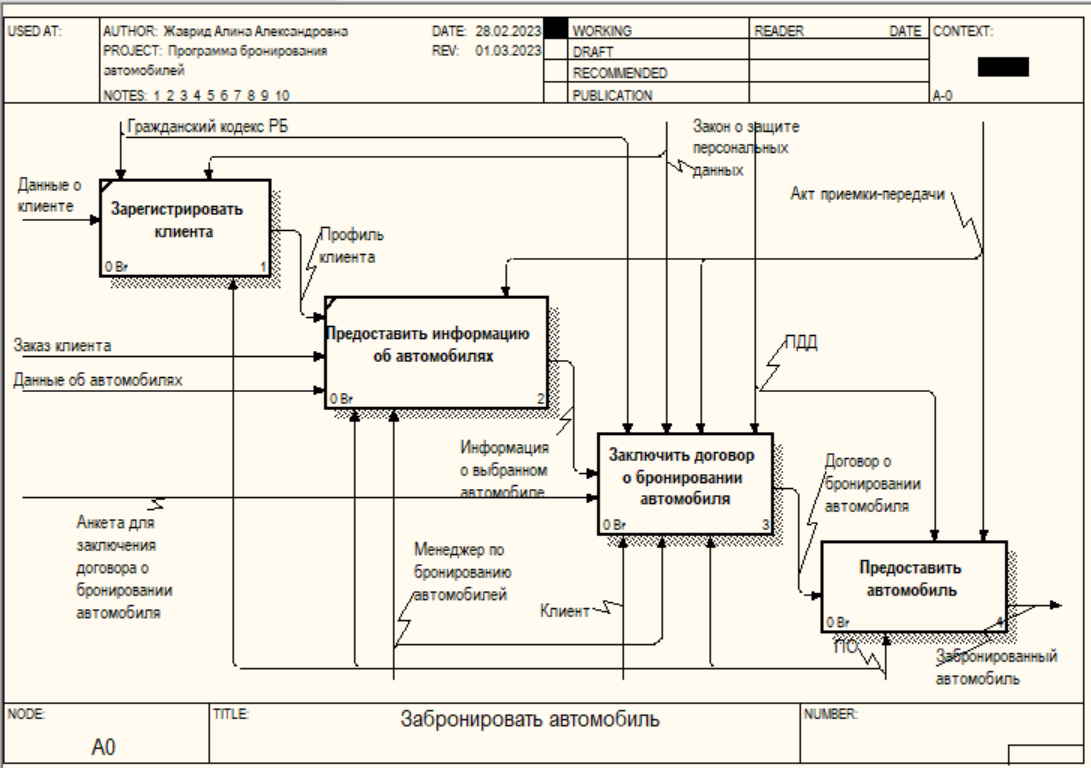 USED AT:
AUTHOR: Жаврид Алина Александровна
DATE: 28.02.2023
PROJECT: Программа бронирования
автомобилей
REV: 01.03.2023
NOTES: 1 2 3 4 5 6 7 8 9 10
WORKING
DRAFT
RECOMMENDED
PUBLICATION
READER
DATE
CONTEXT:
A-0
Гражданский кодекс РБ
Закон о защите
персональных
данных
Данные о
клиенте
Зарегистрировать
клиента
0 Br
1
Акт приемки-передачи
Профиль
клиента
Предоставить информацию
об автомобилях
0 Br
2
Заказ клиента
Данные об автомобилях
ПДД
Информация
о выбранном
автомобиле
Заключить договор
о бронировании
автомобиля
0 Br
3
Договор о
бронировании
автомобиля
Анкета для
заключения
договора о
бронировании
автомобиля
Менеджер по
бронированию
автомобилей
Клиент
Предоставить
автомобиль
0 Br
4
ПО
Забронированный
автомобиль
NODE:
A0
TITLE:
Забронировать автомобиль
NUMBER: